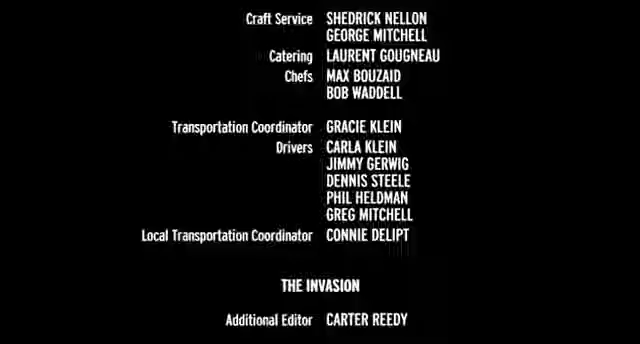 Craft Service SHEDRICK NELLON
GEORGE MITCHELL
Catering LAURENT GOUGNEAU
Chefs MAX BOUZAID
BOB WADDELL
Transportation Coordinator GRACIE KLEIN
Drivers CARLA KLEIN
JIMMY GERWIG
DENNIS STEELE
PHIL HELDMAN
GREG MITCHELL
Local Transportation Coordinator CONNIE DELIPT
THE INVASION
Additional Editor CARTER REEDY